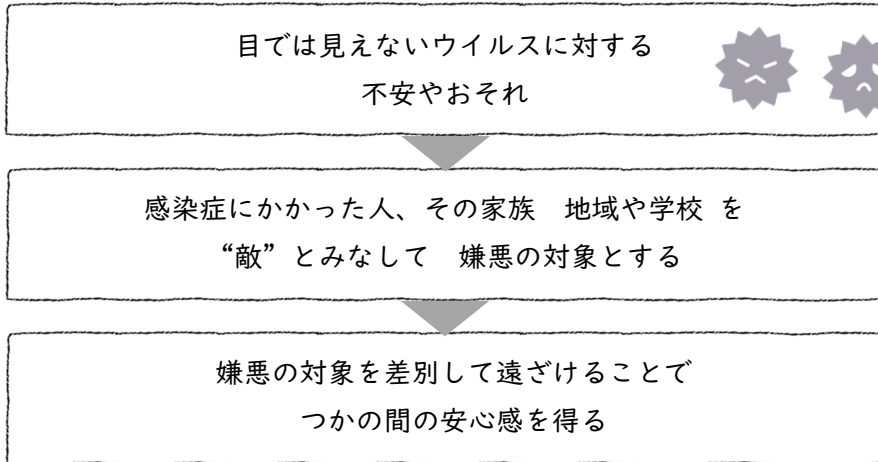 目では見えないウイルスに対する
不安やおそれ
感染症にかかった人、その家族　地域や学校 を
“敵”とみなして　嫌悪の対象とする
嫌悪の対象を差別して遠ざけることで
つかの間の安心感を得る